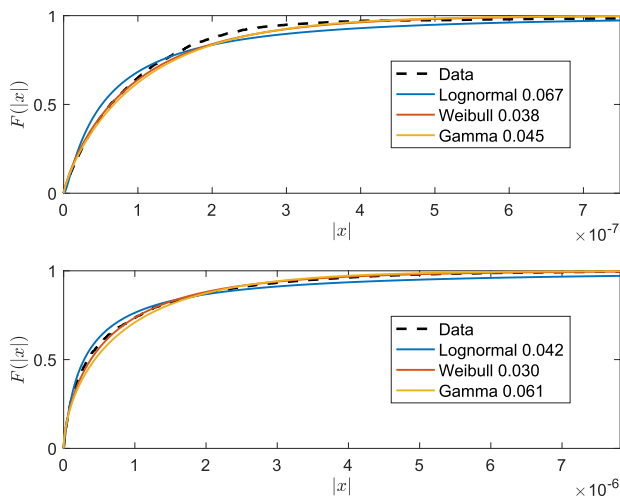 1
0.5
0
F(|x|)
Data
Lognormal 0.067
Weibull 0.038
Gamma 0.045
0 1 2 3 4 5 6 7
|x|
×10-7
1
0.5
0
F(|x|)
Data
Lognormal 0.042
Weibull 0.030
Gamma 0.061
0 1 2 3 4 5 6 7
|x|
×10-6